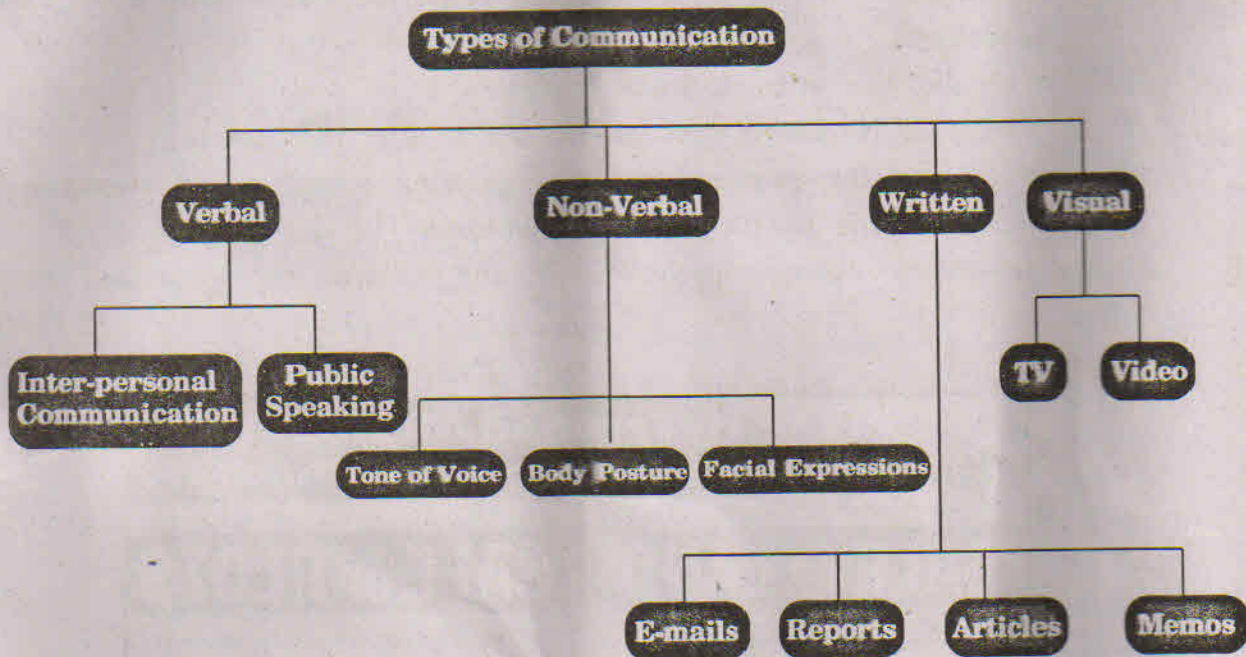 Types of Communication
Verbal
Non-Verbal
Written
Visual
Inter-personal
Communication
Public
Speaking
TV
Video
Tone of Voice
Body Posture
Facial Expressions
E-mails
Reports
Articles
Memos